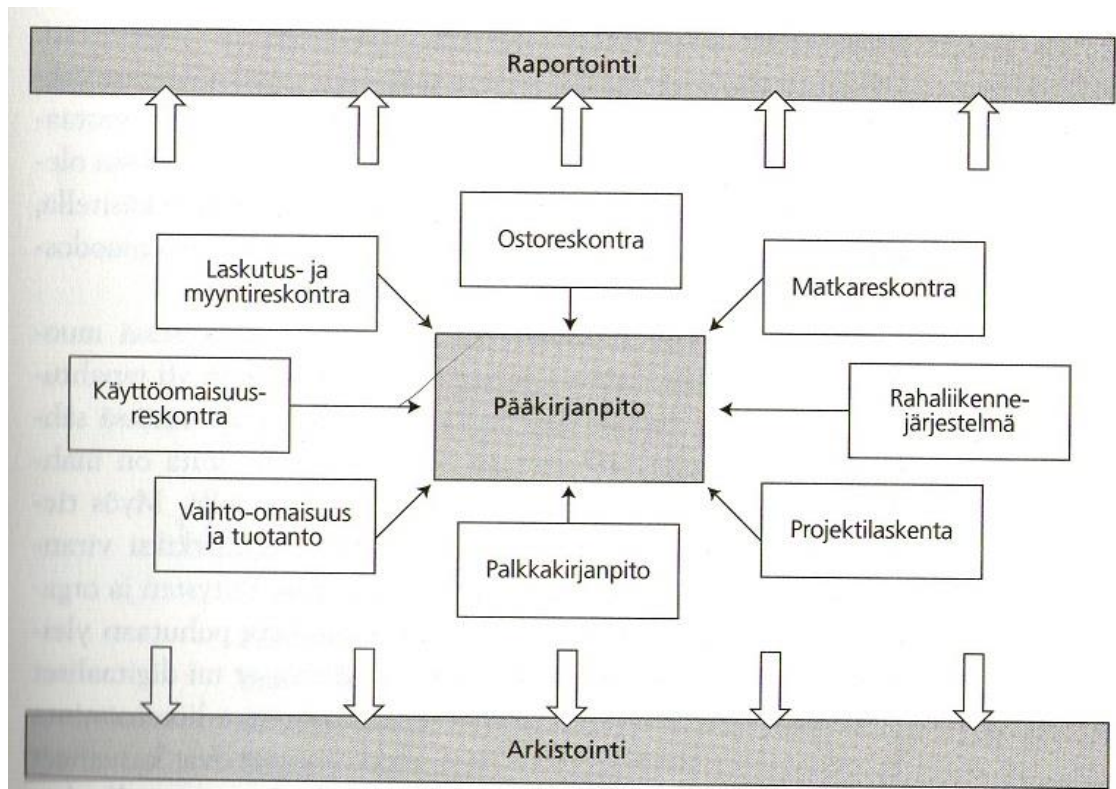 Raportointi
Ostoreskontra
Laskutus- ja
myyntireskontra
Matkareskontra
Käyttöomaisuus-
reskontra
Pääkirjanpito
Rahaliikenne-
järjestelmä
Vaihto-omaisuus
ja tuotanto
Palkkakirjanpito
Projektilaskenta
Arkistointi